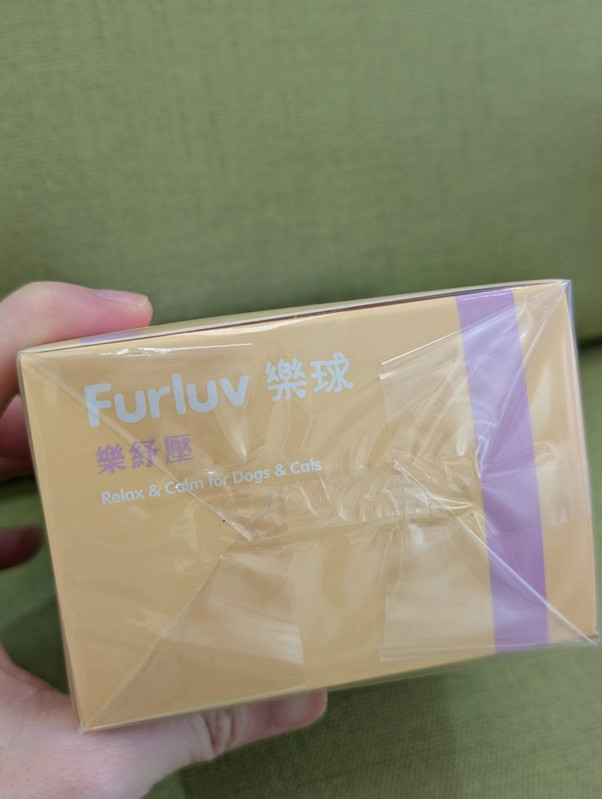 Furluv 樂球
樂紓壓
Relax & Calm for Dogs & Cats